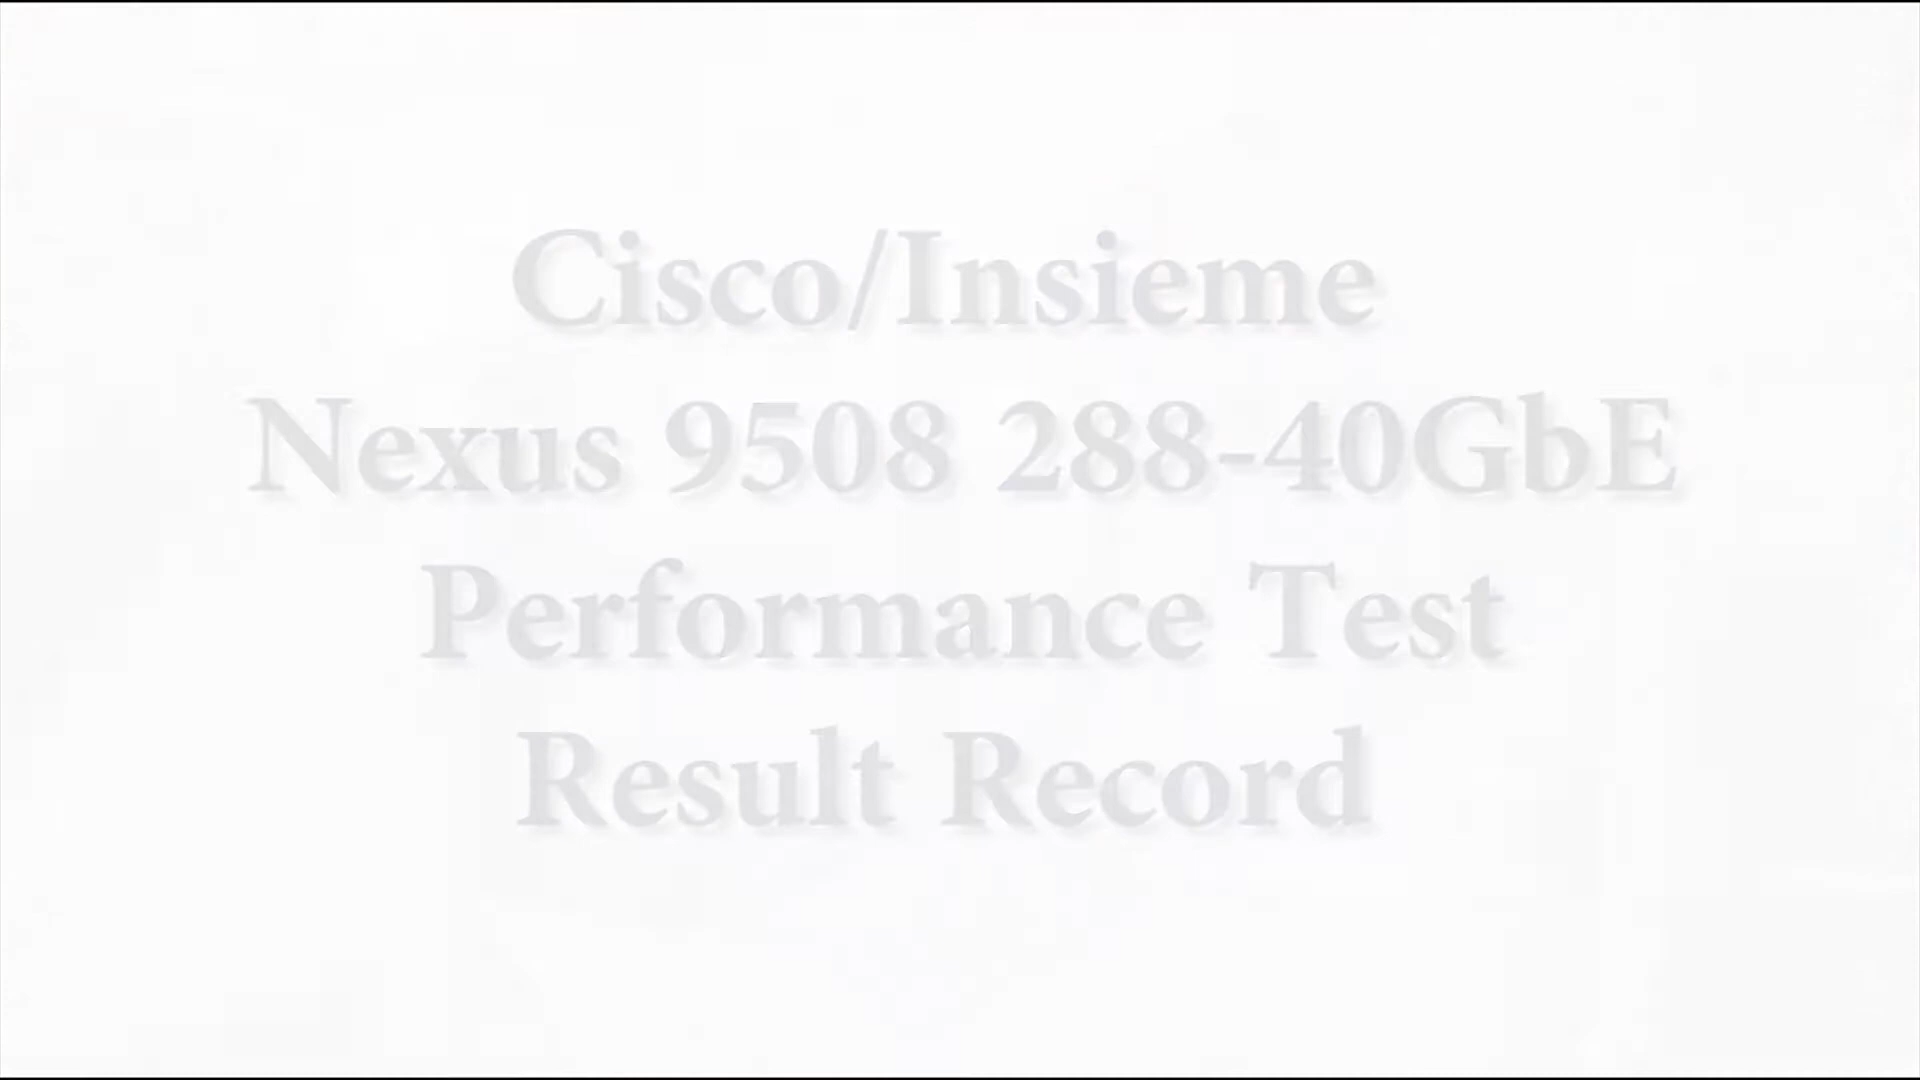 Cisco/Insieme
Nexus 9508 288-40GbE
Performance Test
Result Record